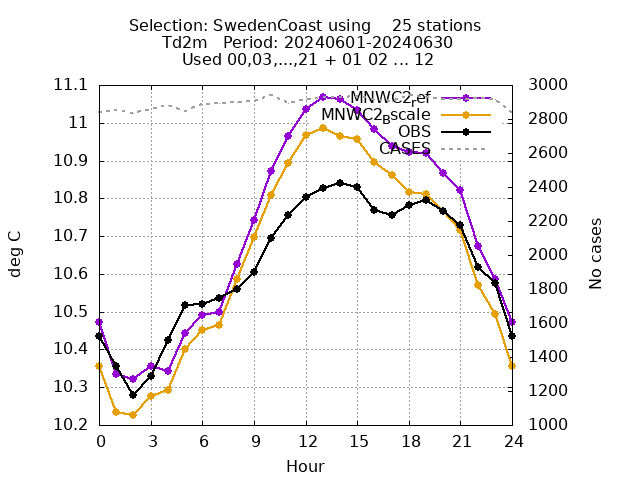 Selection: SwedenCoast using    25 stations
Td2m   Period: 20240601-20240630
Used 00,03,...,21 + 01 02 ... 12
11.1
11
10.9
10.8
10.7
10.6
10.5
10.4
10.3
10.2
3000
2800
2600
2400
2200
2000
1800
1600
1400
1200
1000
MNWC2_ref
MNWC2_Bscale
OBS
CASES
deg C
No cases
0 3 6 9 12 15 18 21 24
Hour